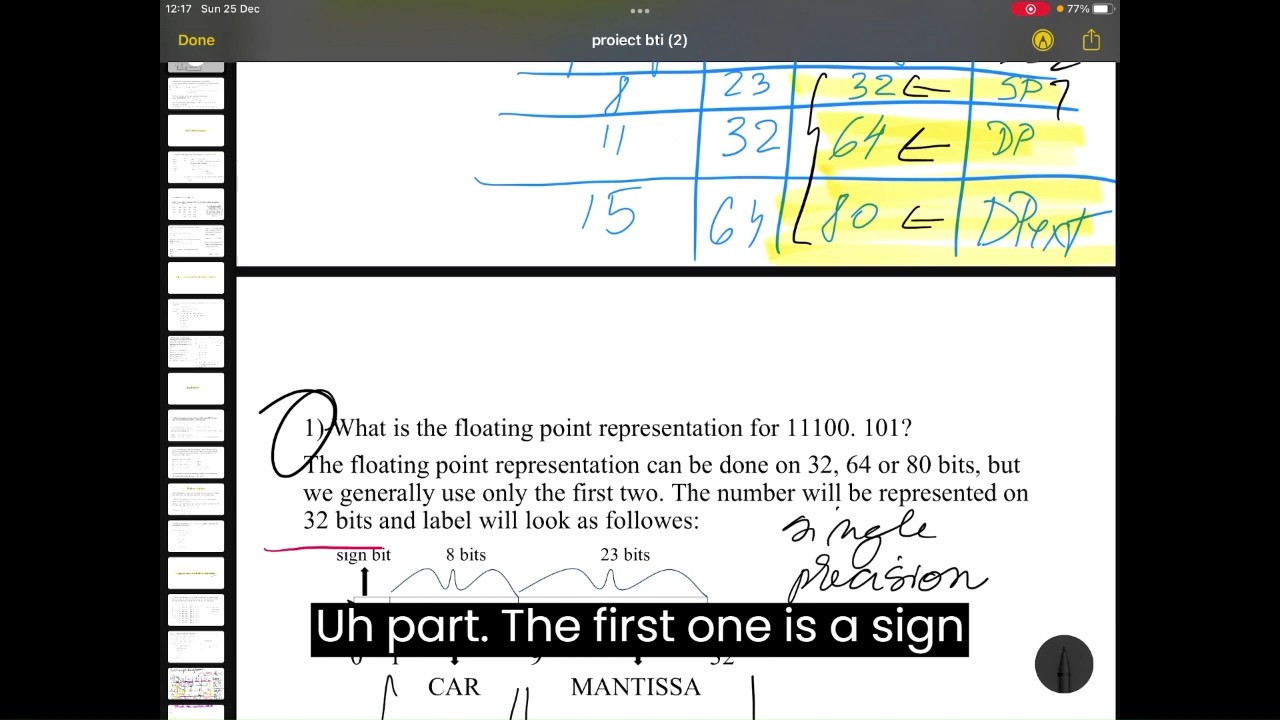 12:17 Sun 25 Dec
77%
Done
proiect bti (2)
8 23 32 ← SP
11 32 64 ← DP
15 64 80 ← DPext
1) What is the floating point representation for 11100. 101?
The floating point representation can be done on 32, 64 or 80 bits, but
we generally use only the first one. The number will be represented on
32 bits and label will look as follows:
single
precision
sign bit 8 bits 23 bits
Uh part. The first one is a sign
CAR MANTISSA